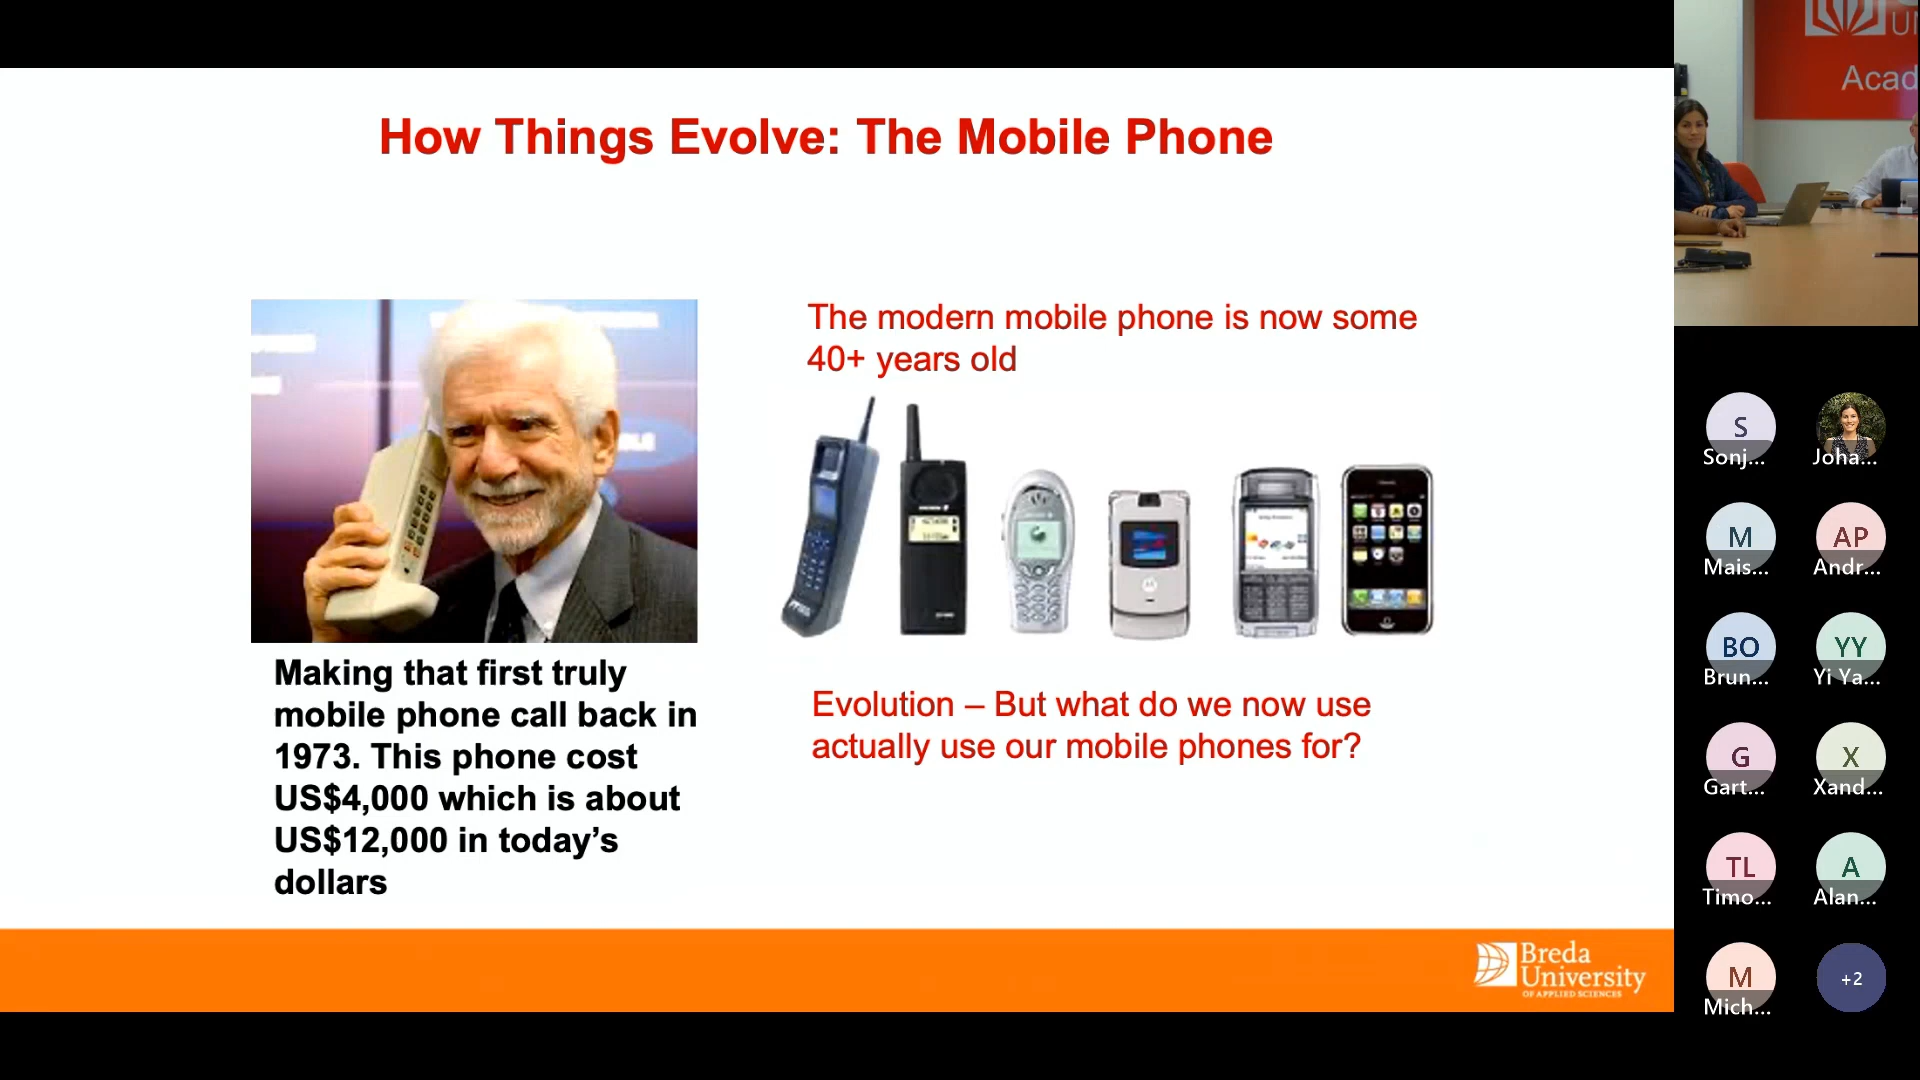 How Things Evolve: The Mobile Phone
The modern mobile phone is now some
40+ years old
Making that first truly
mobile phone call back in
1973. This phone cost
US$4,000 which is about
US$12,000 in today’s
dollars
Evolution – But what do we now use
actually use our mobile phones for?
Breda
University
OF APPLIED SCIENCES
Acad
S
Sonj...
Joha...
M
Mais...
AP
Andr...
BO
Brun...
YY
Yi Ya...
G
Gart...
X
Xand...
TL
Timo...
A
Alan...
M
Mich...
+2